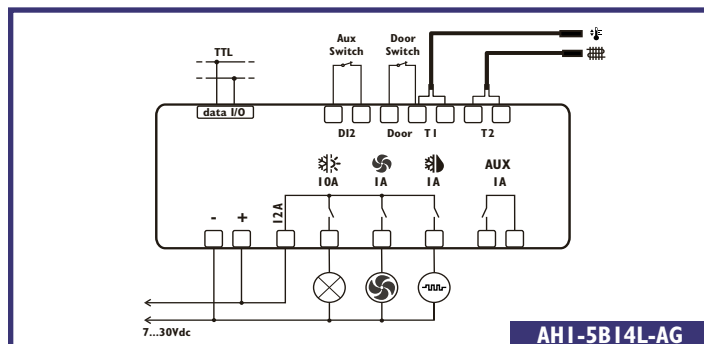 Aux Switch
Door Switch
TTL
data I/O
DI2
Door
T1
T2
10A
1A
1A
AUX
1A
12A
-
+
7...30Vdc
AH1-5B14L-AG